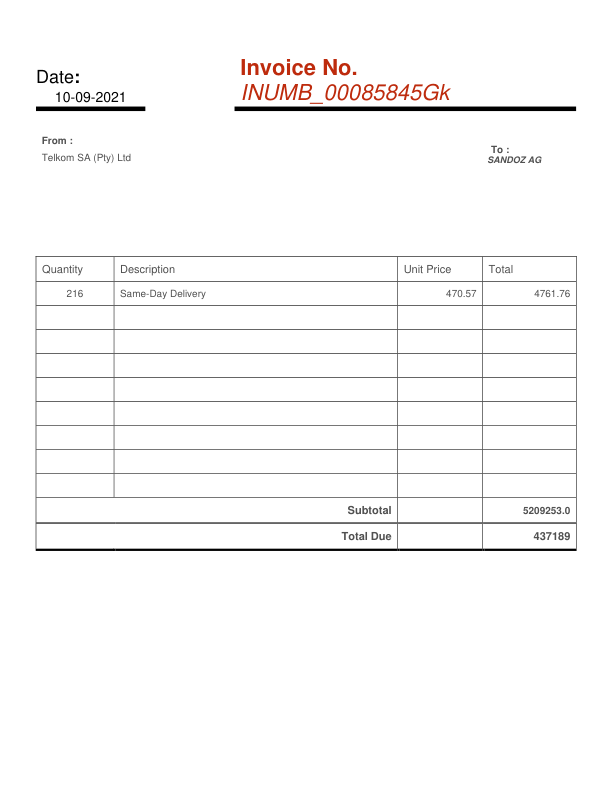 Invoice No.
Date:
INUMB_00085845Gk
10-09-2021
From :
To :
Telkom SA (Pty) Ltd
SANDOZ AG
Quantity Description Unit Price Total
216 Same-Day Delivery 470.57 4761.76
Subtotal 5209253.0
Total Due 437189